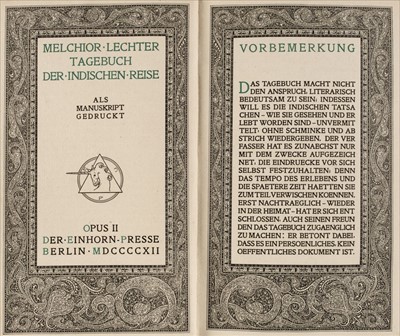 MELCHIOR·LECHTER
TAGEBUCH
DER·INDISCHEN·REISE
ALS
MANUSKRIPT
GEDRUCKT
OPUS II
DER·EINHORN·PRESSE
BERLIN·MDCCCCXII
VORBEMERKUNG
DAS TAGEBUCH MACHT NICHT
DEN ANSPRUCH, LITERARISCH
BEDEUTSAM ZU SEIN; INDESSEN
WILL ES DIE INDISCHEN TATSA
CHEN – WIE SIE GESEHEN UND ER
LEBT WORDEN SIND – UNVERMIT
TELT, OHNE SCHMINKE UND AB
STRICH WIEDERGEBEN. DER VER
FASSER HAT ES ZUNAECHST NUR
MIT DEM ZWECKE AUFGEZEICH
NET, DIE EINDRUECKE VOR SICH
SELBST FESTZUHALTEN; DENN
DAS TEMPO DES ERLEBENS UND
DIE SPAETERE ZEIT HAETTEN SIE
ZUM TEIL VERWISCHEN KOENNEN.
ERST NACHTRAEGLICH – WIEDER
IN DER HEIMAT – HAT ER SICH ENT
SCHLOSSEN, AUCH SEINEN FREUN
DEN DAS TAGEBUCH ZUGAENGLICH
ZU MACHEN: ER BETONT DABEI,
DASS ES EIN PERSOENLICHES, KEIN
OEFFENTLICHES DOKUMENT IST.